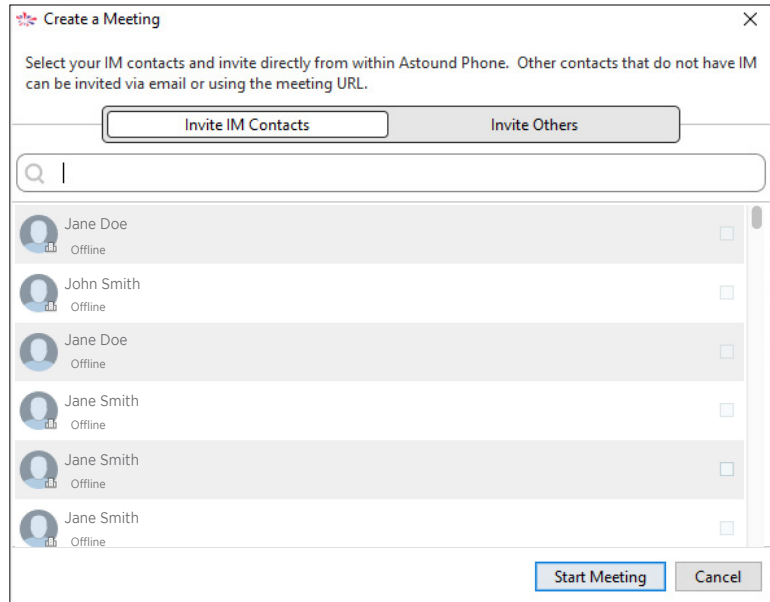 Create a Meeting
Select your IM contacts and invite directly from within Astound Phone. Other contacts that do not have IM
can be invited via email or using the meeting URL.
Invite IM Contacts
Invite Others
Jane Doe
Offline
John Smith
Offline
Jane Doe
Offline
Jane Smith
Offline
Jane Smith
Offline
Jane Smith
Offline
Start Meeting
Cancel